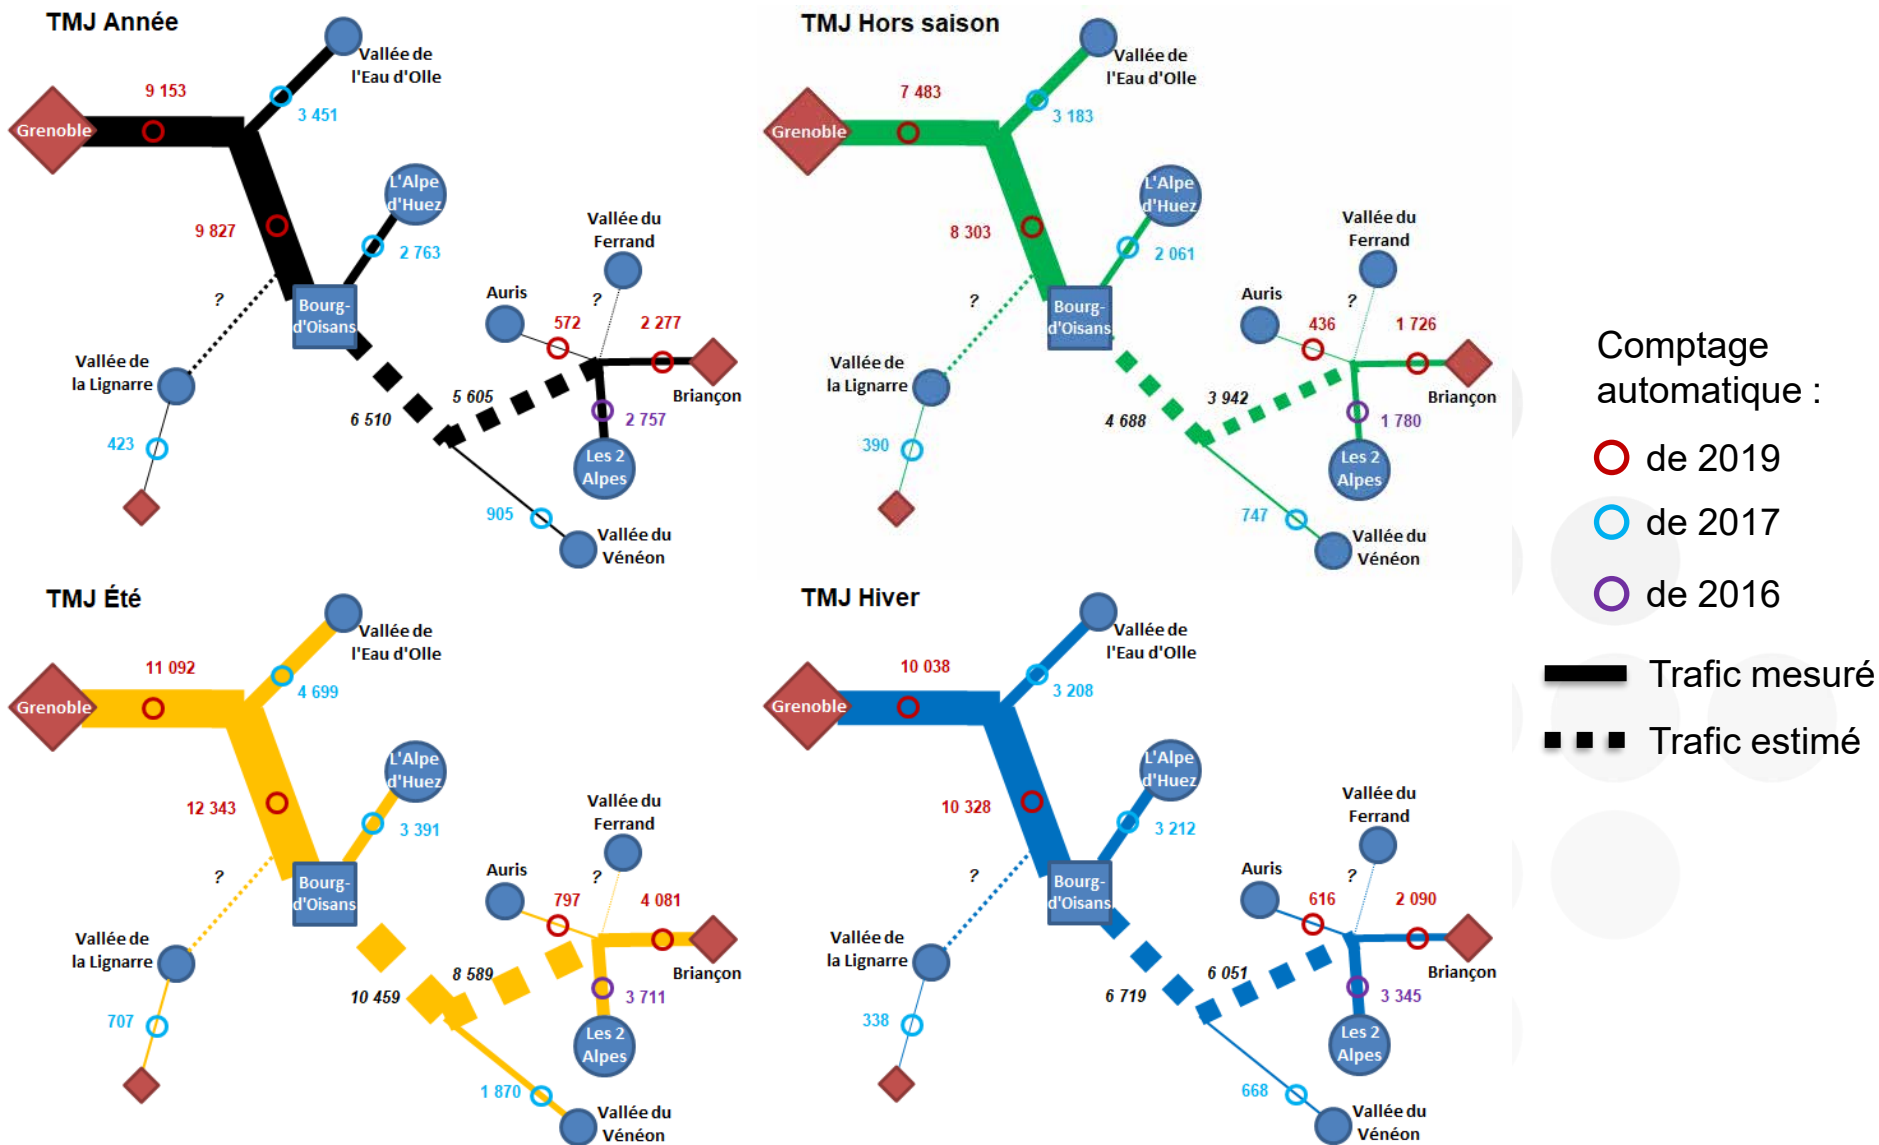 TMJ Année
Vallée de
l'Eau d'Olle
9 153
3 451
Grenoble
L'Alpe
d'Huez
9 827
2 763
Vallée du
Ferrand
?
Bourg-
d'Oisans
Auris
?
572
2 277
Vallée de
la Lignarre
5 605
6 510
Briançon
2 757
423
Les 2
Alpes
905
Vallée du
Vénéon
TMJ Hors saison
Vallée de
l'Eau d'Olle
7 483
3 183
Grenoble
L'Alpe
d'Huez
8 303
2 061
Vallée du
Ferrand
?
Bourg-
d'Oisans
Auris
?
436
1 726
Vallée de
la Lignarre
3 942
4 688
Briançon
1 780
390
Les 2
Alpes
747
Vallée du
Vénéon
TMJ Été
Vallée de
l'Eau d'Olle
11 092
4 699
Grenoble
L'Alpe
d'Huez
12 343
3 391
Vallée du
Ferrand
?
Bourg-
d'Oisans
Auris
?
797
4 081
Vallée de
la Lignarre
8 589
10 459
Briançon
3 711
707
Les 2
Alpes
1 870
Vallée du
Vénéon
TMJ Hiver
Vallée de
l'Eau d'Olle
10 038
3 208
Grenoble
L'Alpe
d'Huez
10 328
3 212
Vallée du
Ferrand
?
Bourg-
d'Oisans
Auris
?
616
2 090
Vallée de
la Lignarre
6 051
6 719
Briançon
3 345
338
Les 2
Alpes
668
Vallée du
Vénéon
Comptage
automatique :
de 2019
de 2017
de 2016
Trafic mesuré
Trafic estimé